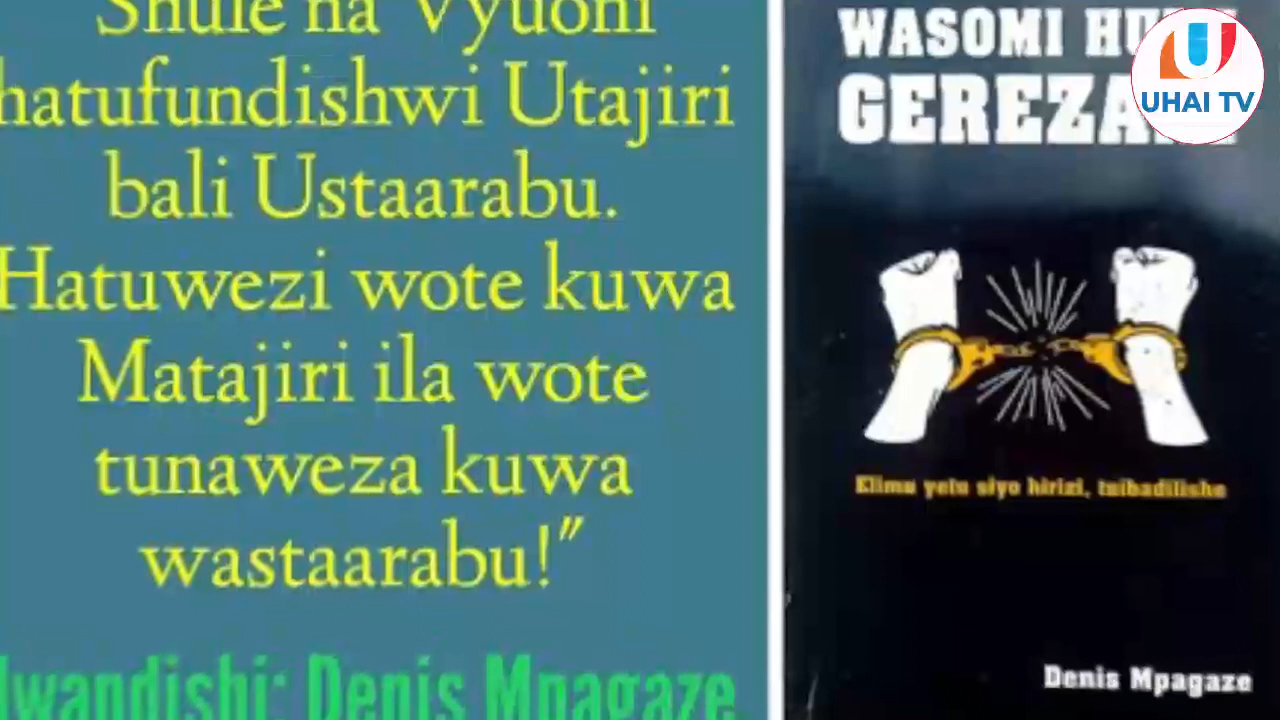 Shule na Vyuoni
hatufundishwi Utajiri
bali Ustaarabu.
Hatuwezi wote kuwa
Matajiri ila wote
tunaweza kuwa
wastaarabu!"
Mwandishi: Denis Mpagaze
WASOMI
GEREZANI
Elimu yetu siyo hirizi, tuibadilishe
Denis Mpagaze
UHAI TV